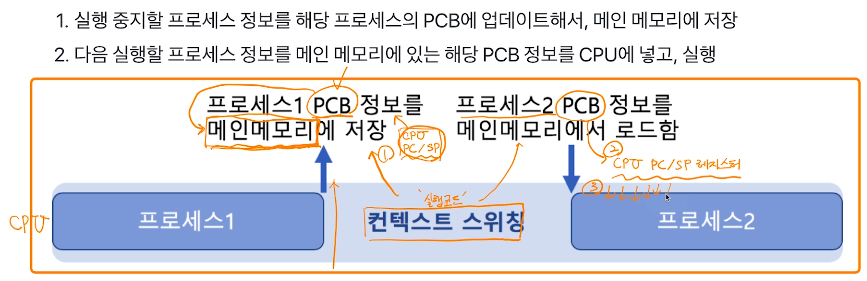 1. 실행 중지할 프로세스 정보를 해당 프로세스의 PCB에 업데이트해서, 메인 메모리에 저장
2. 다음 실행할 프로세스 정보를 메인 메모리에 있는 해당 PCB 정보를 CPU에 넣고, 실행
프로세스1 PCB 정보를
메인메모리에 저장
① CPU
PC/SP
프로세스2 PCB 정보를
메인메모리에서 로드함
②
CPU PC/SP 레지스터
③
CPU
프로세스1
'실행코드'
컨텍스트 스위칭
프로세스2